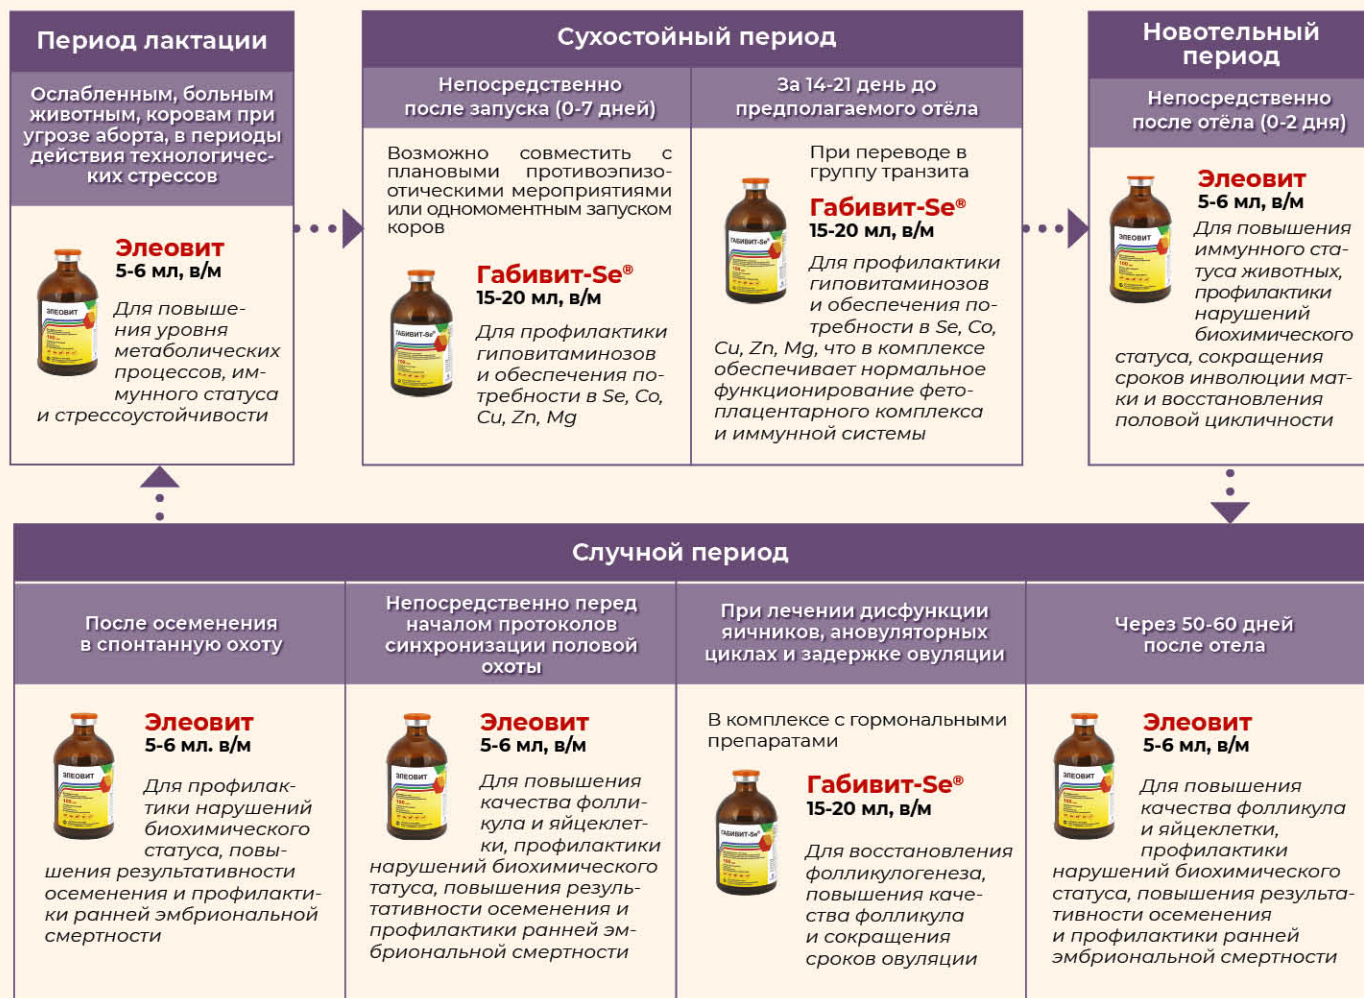 Период лактации
Ослабленным, больным
животным, коровам при
угрозе аборта, в периоды
действия технологичес-
ких стрессов
ЭЛЕОВИТ
Элеовит
5-6 мл, в/м
Для повыше-
ния уровня
метаболических
процессов, им-
мунного статуса
и стрессоустойчивости
Сухостойный период
Непосредственно
после запуска (0-7 дней)
Возможно совместить с
плановыми противоэпизо-
отическими мероприятиями
или одномоментным запуском
коров
ГАБИВИТ-Se®
Габивит-Se®
15-20 мл, в/м
Для профилактики
гиповитаминозов
и обеспечения по-
требности в Se, Co,
Cu, Zn, Mg
За 14-21 день до
предполагаемого отёла
При переводе в
группу транзита
ГАБИВИТ-Se®
Габивит-Se®
15-20 мл, в/м
Для профилактики
гиповитаминозов
и обеспечения по-
требности в Se, Co,
Cu, Zn, Mg, что в комплексе
обеспечивает нормальное
функционирование фето-
плацентарного комплекса
и иммунной системы
Новотельный
период
Непосредственно
после отёла (0-2 дня)
ЭЛЕОВИТ
Элеовит
5-6 мл, в/м
Для повышения
иммунного ста-
туса животных,
профилактики
нарушений
биохимического
статуса, сокращения
сроков инволюции мат-
ки и восстановления
половой цикличности
Случной период
После осеменения
в спонтанную охоту
ЭЛЕОВИТ
Элеовит
5-6 мл. в/м
Для профилак-
тики нарушений
биохимического
статуса, повы-
шения результативности
осеменения и профилакти-
ки ранней эмбриональной
смертности
Непосредственно перед
началом протоколов
синхронизации половой
охоты
ЭЛЕОВИТ
Элеовит
5-6 мл, в/м
Для повышения
качества фолли-
кула и яйцеклет-
ки, профилактики
нарушений биохимического
татуса, повышения резуль-
тативности осеменения и
профилактики ранней эм-
бриональной смертности
При лечении дисфункции
яичников, ановуляторных
циклах и задержке овуляции
В комплексе с гормональными
препаратами
ГАБИВИТ-Se®
Габивит-Se®
15-20 мл, в/м
Для восстановления
фолликулогенеза,
повышения каче-
ства фолликула
и сокращения
сроков овуляции
Через 50-60 дней
после отела
ЭЛЕОВИТ
Элеовит
5-6 мл, в/м
Для повышения
качества фолликула
и яйцеклетки,
профилактики
нарушений биохимического
статуса, повышения результа-
тивности осеменения
и профилактики ранней
эмбриональной смертности